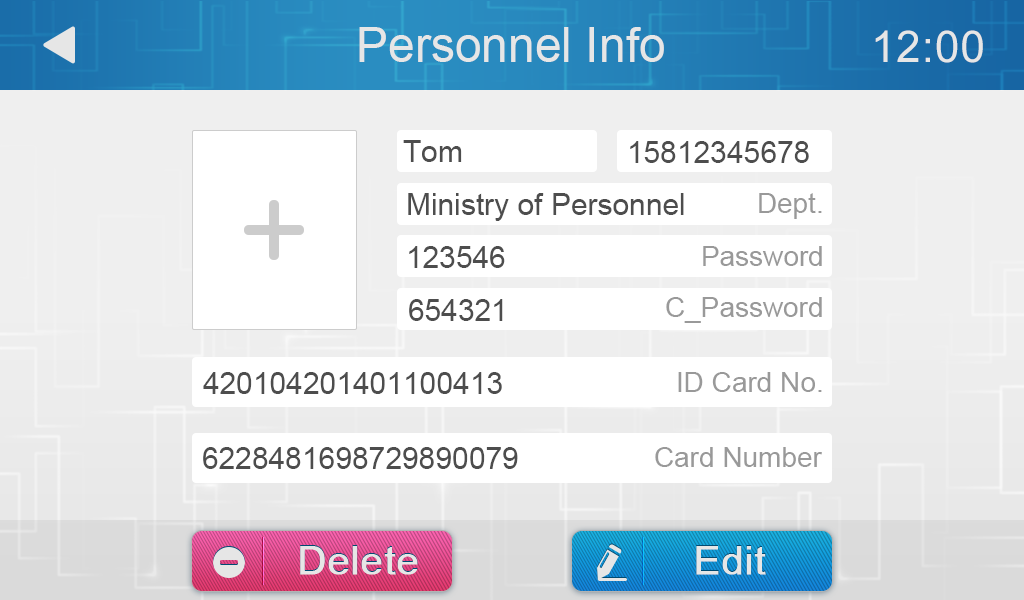 Personnel Info 12:00
Tom 15812345678
Ministry of Personnel Dept.
123546 Password
654321 C_Password
420104201401100413 ID Card No.
6228481698729890079 Card Number
Delete Edit